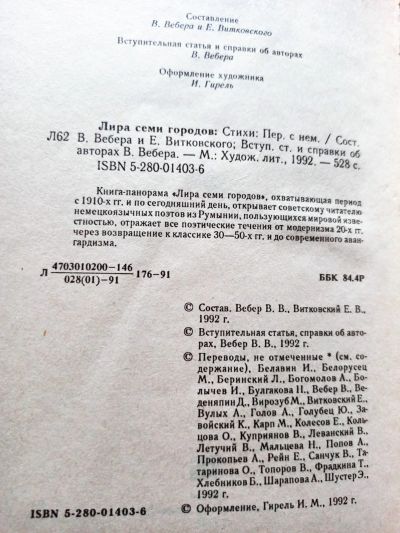 Составление
В. Вебера и Е. Витковского
Вступительная статья и справки об авторах
В. Вебера
Оформление художника
И. Гирель
Лира семи городов: Стихи: Пер. с нем. / Сост.
Л62 В. Вебера и Е. Витковского; Вступ. ст. и справки об
авторах В. Вебера. — М.: Худож. лит., 1992. — 528 с.
ISBN 5-280-01403-6
Книга-панорама «Лира семи городов», охватывающая период
с 1910-х гг. и по сегодняшний день, открывает советскому читателю
немецкоязычных поэтов из Румынии, пользующихся мировой изве-
стностью, отражает все поэтические течения от модернизма 20-х гг.
через возвращение к классике 30—50-х гг. и до современного аван-
гардизма.
Л 4703010200-146
028(01)-91
176-91
ББК 84.4Р
© Состав. Вебер В. В., Витковский Е. В.,
1992 г.
© Вступительная статья, справки об авто-
рах, Вебер В. В., 1992 г.
© Переводы, не отмеченные * (см. со-
держание), Белавин И., Белорусец
М., Беринский Л., Богомолов А., Бо-
лычев И., Булгакова Н., Вебер В., Ве-
деняпин Д., Вирозуб М., Витковский Е.,
Вулых А., Голов А., Голубец Ю., За-
войский К., Карп М., Колесов Е., Коль-
цова О., Куприянов В., Леванский В.,
Летучий В., Мальцева Н., Попов А.,
Прокопьев А., Рейн Е., Санчук В., Та-
таринова О., Топоров В., Фрадкина Т.,
Хлебников Б., Шарапова А., Шустер Э.,
1992 г.
© Оформление, Гирель И. М., 1992 г.
ISBN 5-280-01403-6